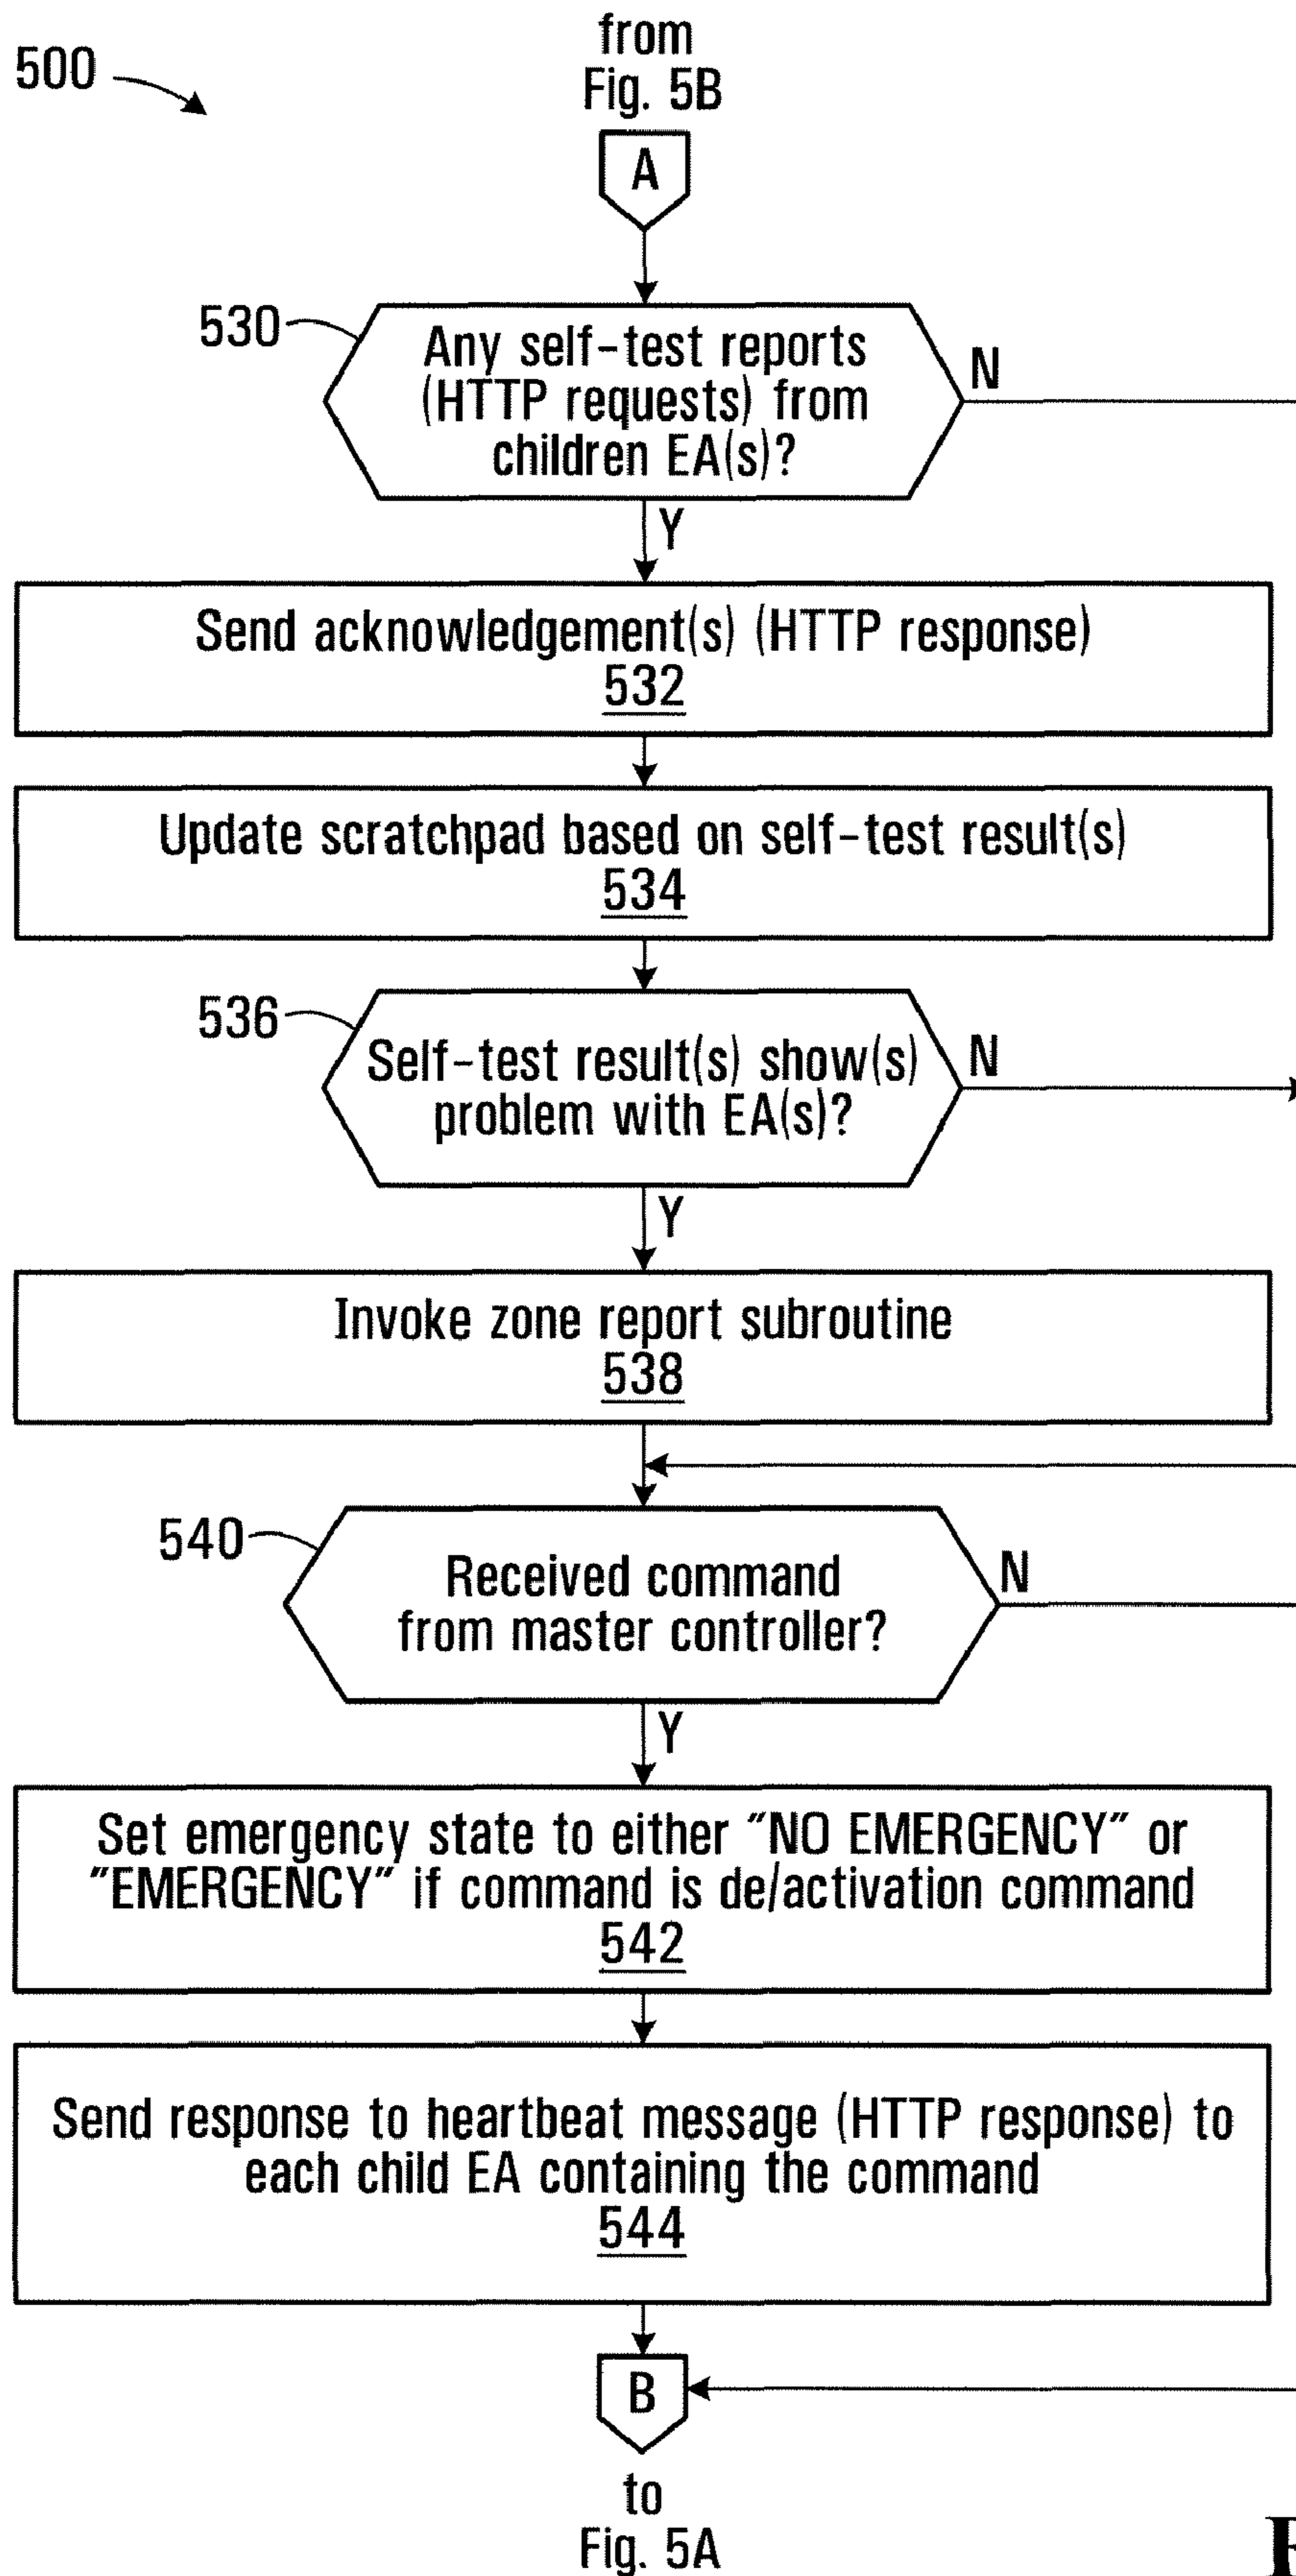 500
from
Fig. 5B
A
530
Any self-test reports
(HTTP requests) from
children EA(s)?
N
Y
Send acknowledgement(s) (HTTP response)
532
Update scratchpad based on self-test result(s)
534
536
Self-test result(s) show(s)
problem with EA(s)?
N
Y
Invoke zone report subroutine
538
540
Received command
from master controller?
N
Y
Set emergency state to either "NO EMERGENCY" or
"EMERGENCY" if command is de/activation command
542
Send response to heartbeat message (HTTP response) to
each child EA containing the command
544
B
to
Fig. 5A